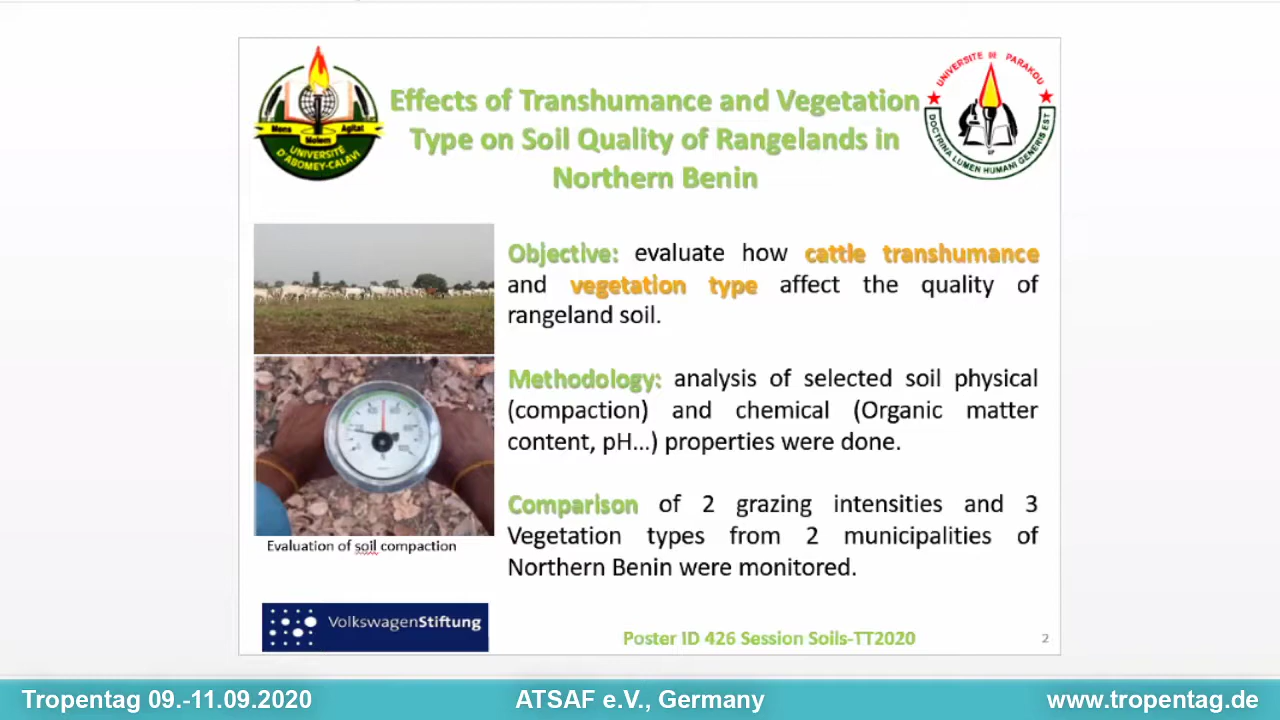 Effects of Transhumance and Vegetation
Type on Soil Quality of Rangelands in
Northern Benin
Mens Agitat
Molem
UNIVERSITÉ
D'ABOMEY-CALAVI
UNIVERSITE DE PARAKOU
DOCTRINA LUMEN HUMANI GENERIS EST
Objective: evaluate how cattle transhumance
and vegetation type affect the quality of
rangeland soil.
Methodology: analysis of selected soil physical
(compaction) and chemical (Organic matter
content, pH...) properties were done.
Comparison of 2 grazing intensities and 3
Vegetation types from 2 municipalities of
Northern Benin were monitored.
Evaluation of soil compaction
VolkswagenStiftung
Poster ID 426 Session Soils-TT2020
2
Tropentag 09.-11.09.2020 ATSAF e.V., Germany www.tropentag.de